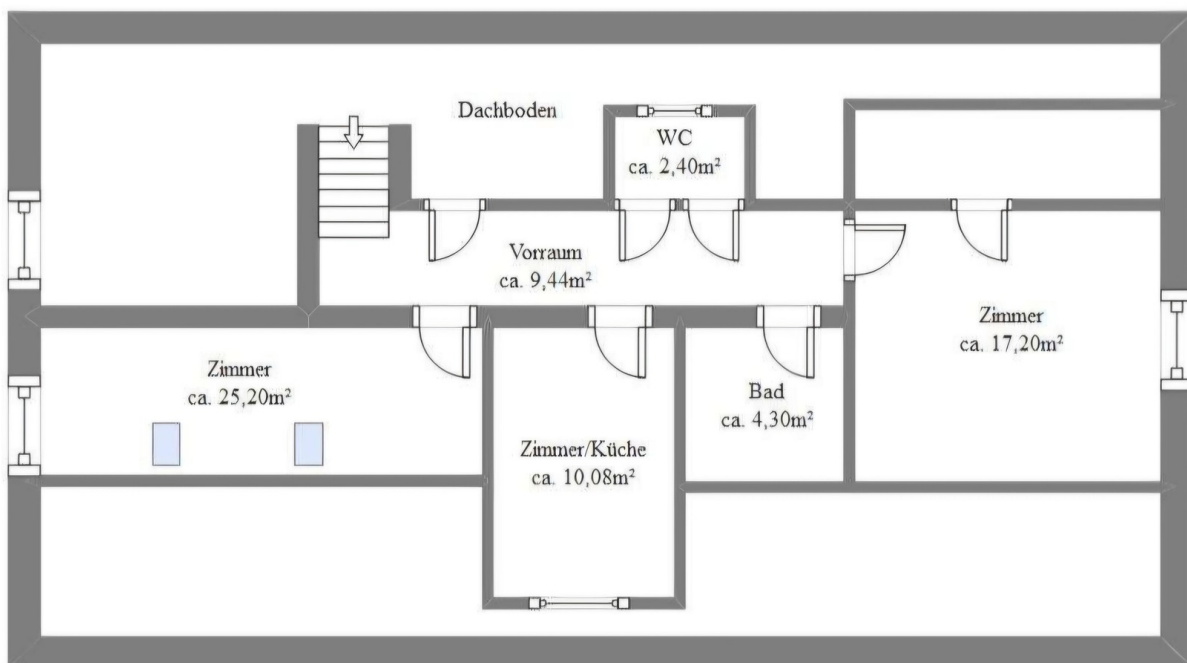 Dachboden
WC
ca. 2,40m²
Vorraum
ca. 9,44m²
Zimmer
ca. 17,20m²
Zimmer
ca. 25,20m²
Bad
ca. 4,30m²
Zimmer/Küche
ca. 10,08m²